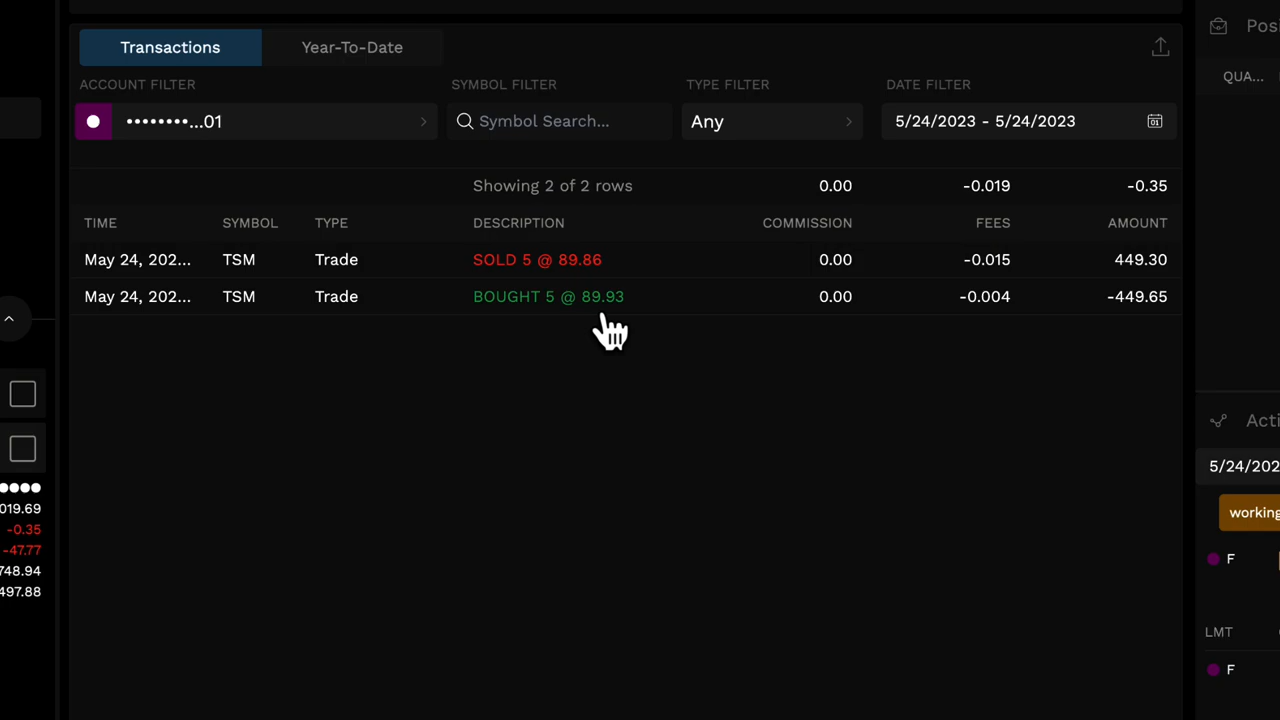 Transactions Year-To-Date
ACCOUNT FILTER SYMBOL FILTER TYPE FILTER DATE FILTER
••••••••...01 Symbol Search... Any 5/24/2023 - 5/24/2023 01
Showing 2 of 2 rows 0.00 -0.019 -0.35
TIME SYMBOL TYPE DESCRIPTION COMMISSION FEES AMOUNT
May 24, 202... TSM Trade SOLD 5 @ 89.86 0.00 -0.015 449.30
May 24, 202... TSM Trade BOUGHT 5 @ 89.93 0.00 -0.004 -449.65
019.69
-0.35
-47.77
748.94
497.88
Posi
QUA...
Acti
5/24/202
working
F
LMT
F